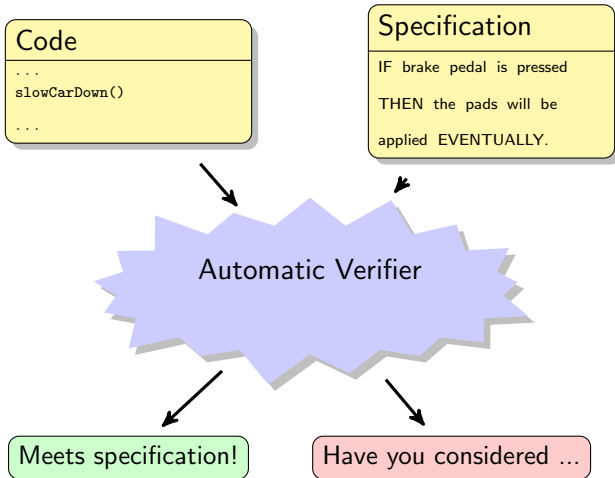 Code
. . .
slowCarDown()
...
Specification
IF brake pedal is pressed
THEN the pads will be
applied EVENTUALLY.
Automatic Verifier
Meets specification!
Have you considered ...